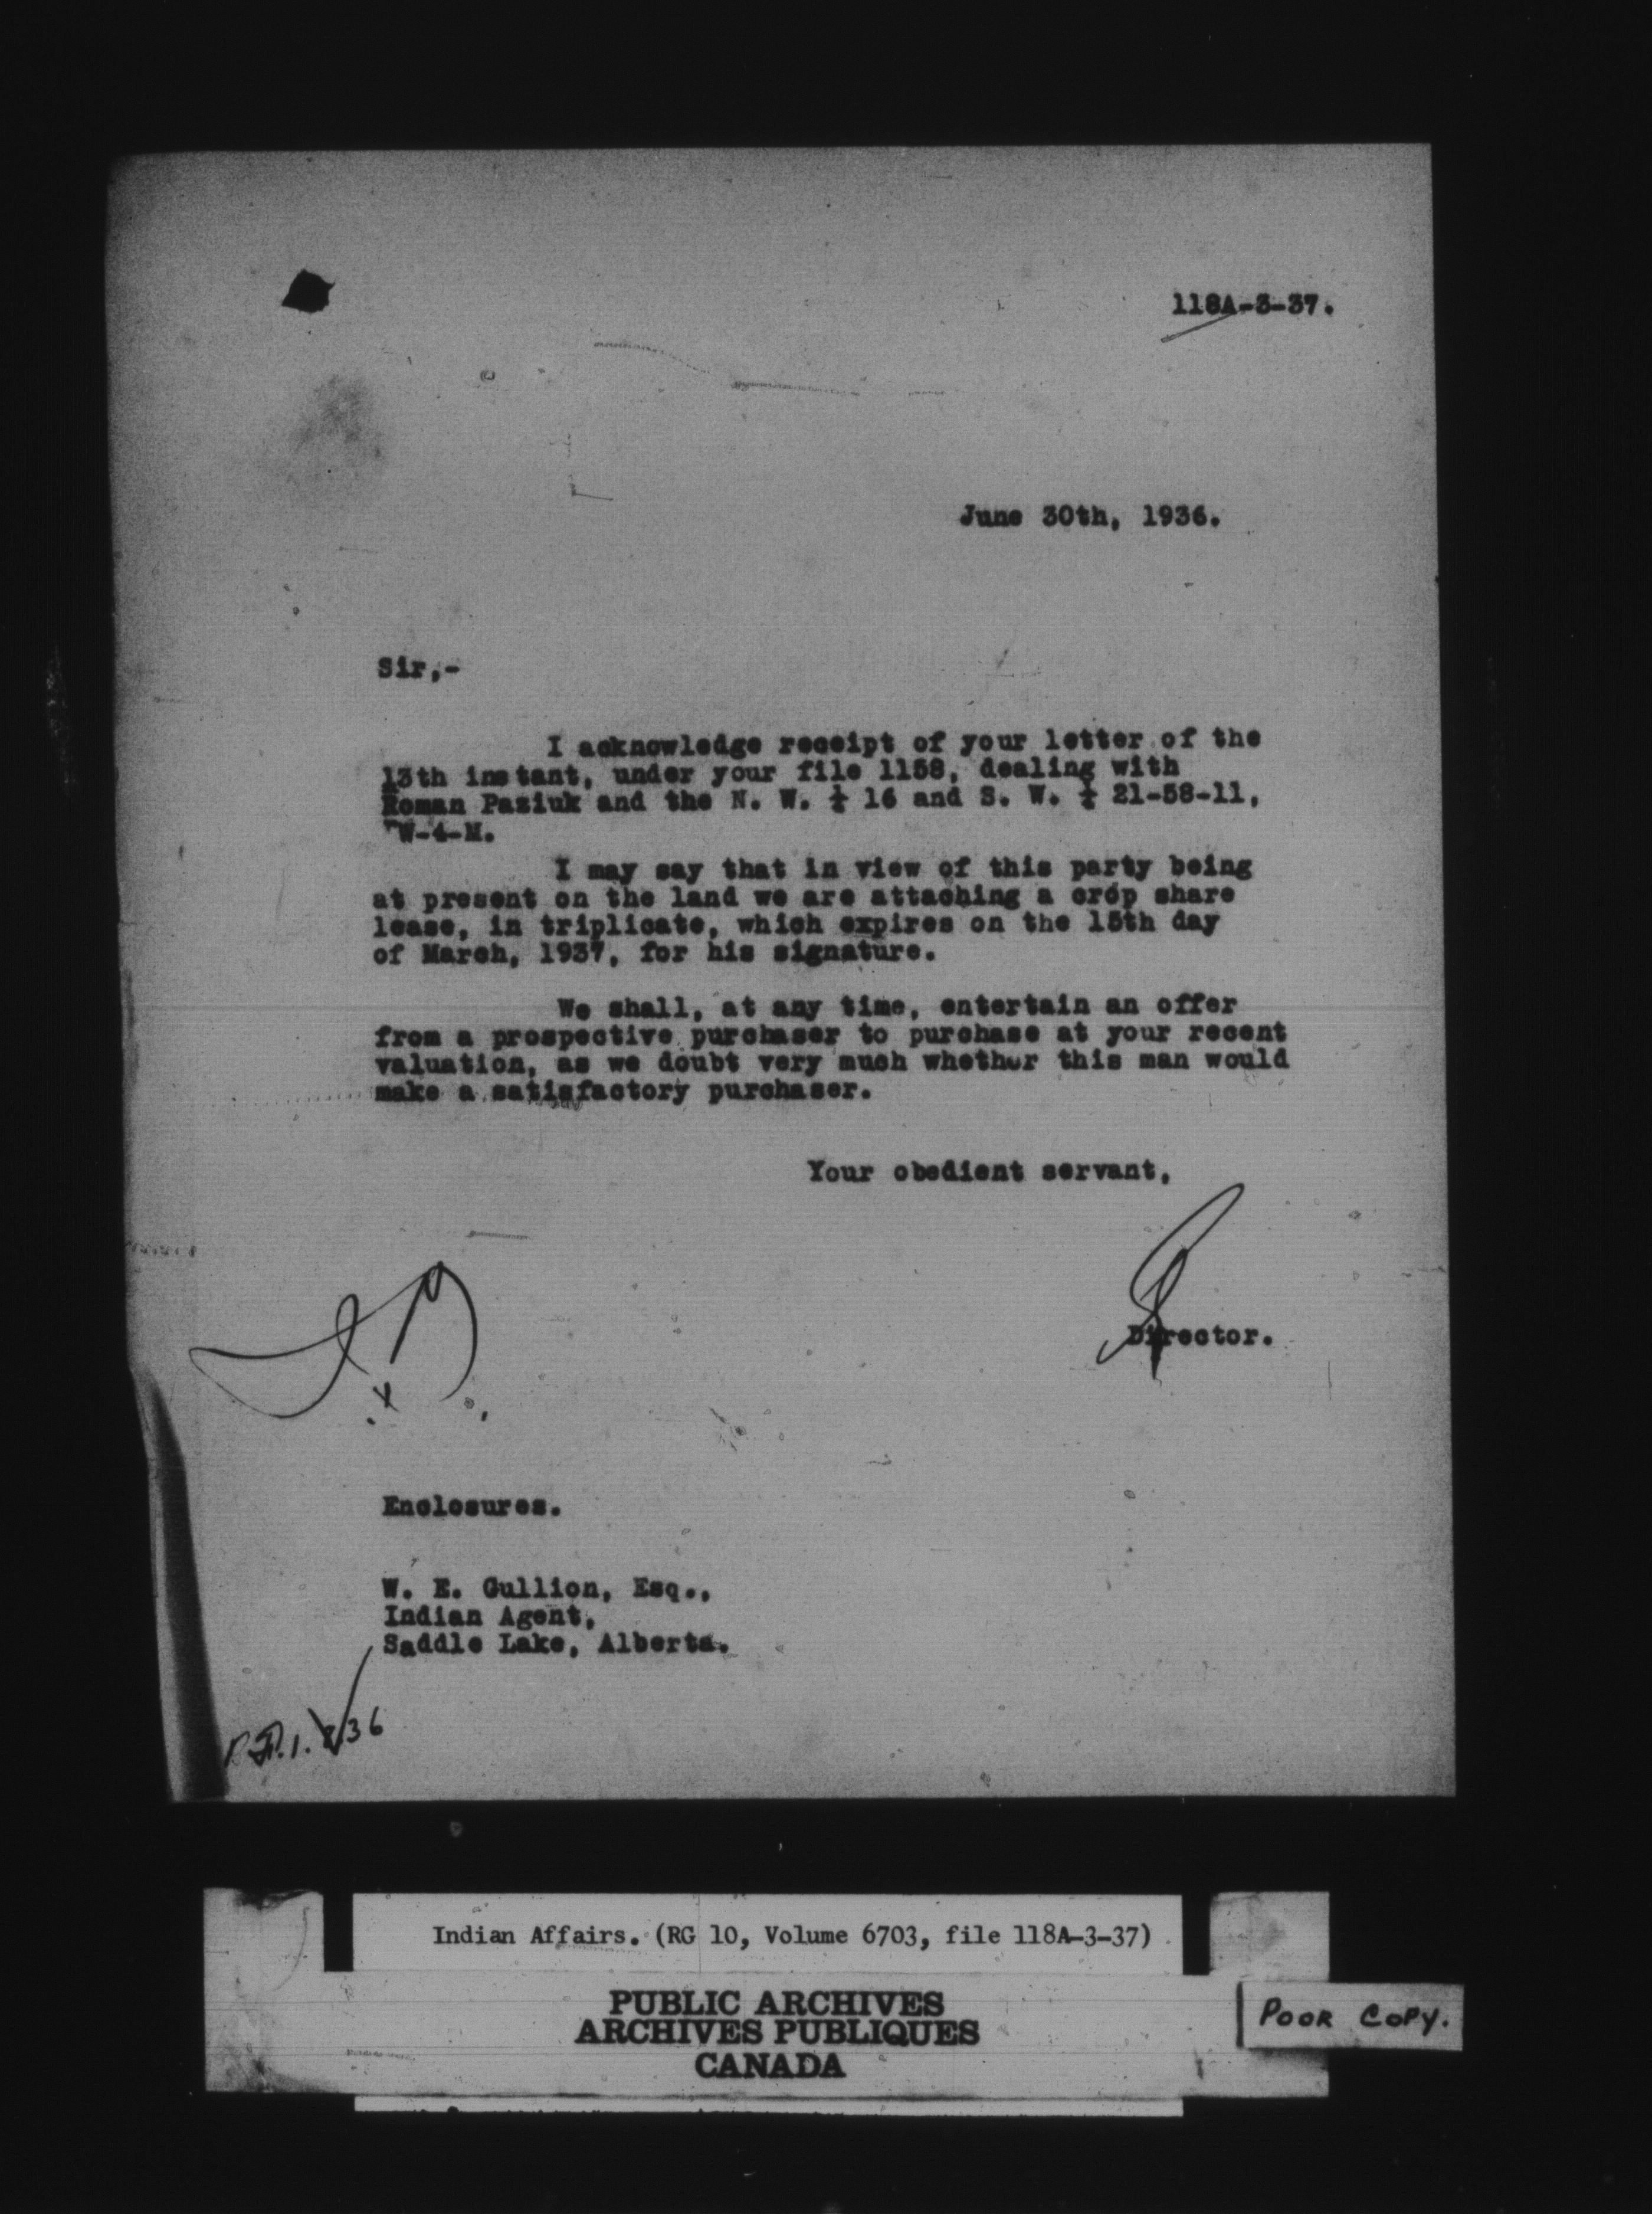 118A-3-37.
June 30th, 1936.
Sir,-
I acknowledge receipt of your letter of the
13th instant, under your file 1158, dealing with
Roman Paziuk and the N. W. ¼ 16 and S. W. ¼ 21-58-11,
W-4-M.
I may say that in view of this party being
at present on the land we are attaching a crop share
lease, in triplicate, which expires on the 15th day
of March, 1937, for his signature.
We shall, at any time, entertain an offer
from a prospective purchaser to purchase at your recent
valuation, as we doubt very much whether this man would
make a satisfactory purchaser.
Your obedient servant,
Director.
Enclosures.
W. E. Gullion, Esq.,
Indian Agent,
Saddle Lake, Alberta.
Indian Affairs. (RG 10, Volume 6703, file 118A-3-37)
PUBLIC ARCHIVES
ARCHIVES PUBLIQUES
CANADA
POOR COPY.